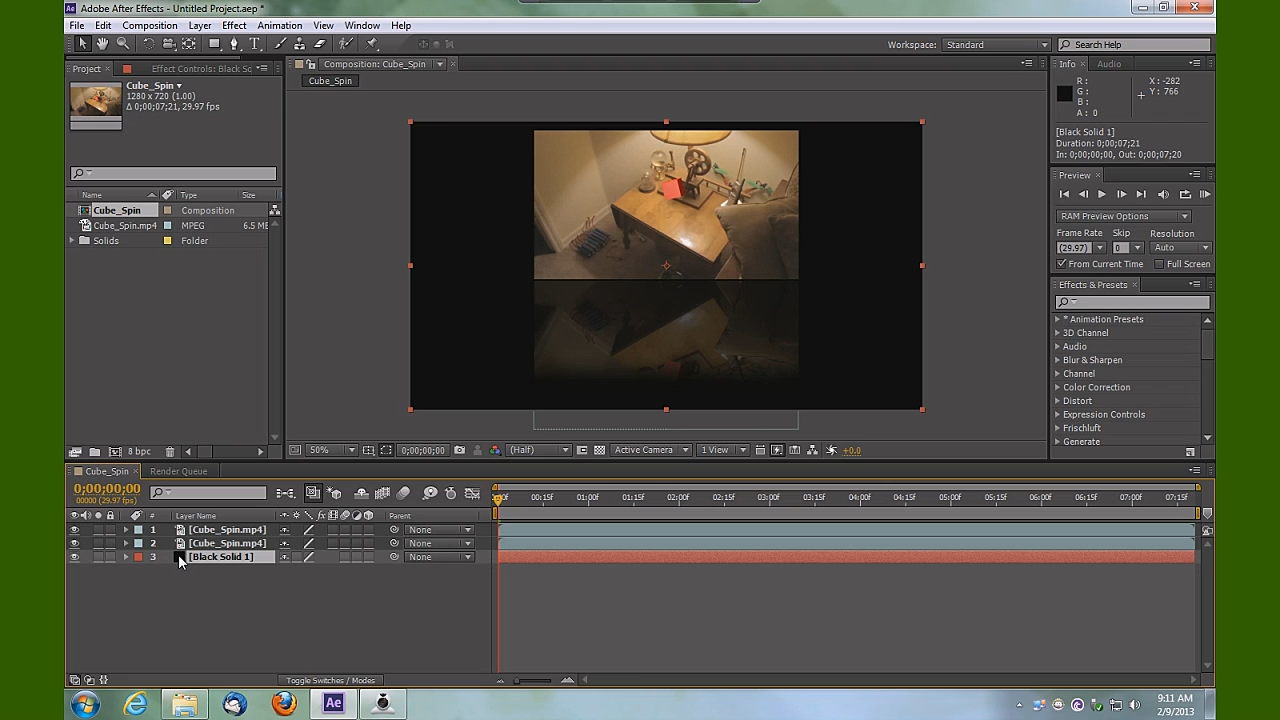 Adobe After Effects - Untitled Project.aep *
File Edit Composition Layer Effect Animation View Window Help
Workspace: Standard
Search Help
Project
Effect Controls: Black Sc
Cube_Spin
1280 x 720 (1.00)
Δ 0;00;07;21, 29.97 fps
Name Type Size
Cube_Spin Composition
Cube_Spin.mp4 MPEG 6.5 ME
Solids Folder
8 bpc
Composition: Cube_Spin
Cube_Spin
50% 0;00;00;00 (Half) Active Camera 1 View +0.0
Info Audio
R : X : -282
G : Y : 766
B :
A : 0
[Black Solid 1]
Duration: 0;00;07;21
In: 0;00;00;00, Out: 0;00;07;20
Preview
RAM Preview Options
Frame Rate Skip Resolution
(29.97) 0 Auto
From Current Time Full Screen
Effects & Presets
* Animation Presets
3D Channel
Audio
Blur & Sharpen
Channel
Color Correction
Distort
Expression Controls
Frischluft
Generate
Cube_Spin Render Queue
0;00;00;00
00000 (29.97 fps)
00:15f 01:00f 01:15f 02:00f 02:15f 03:00f 03:15f 04:00f 04:15f 05:00f 05:15f 06:00f 06:15f 07:00f 07:15f
# Layer Name Parent
1 [Cube_Spin.mp4] None
2 [Cube_Spin.mp4] None
3 [Black Solid 1] None
Toggle Switches / Modes
Ae
9:11 AM
2/9/2013